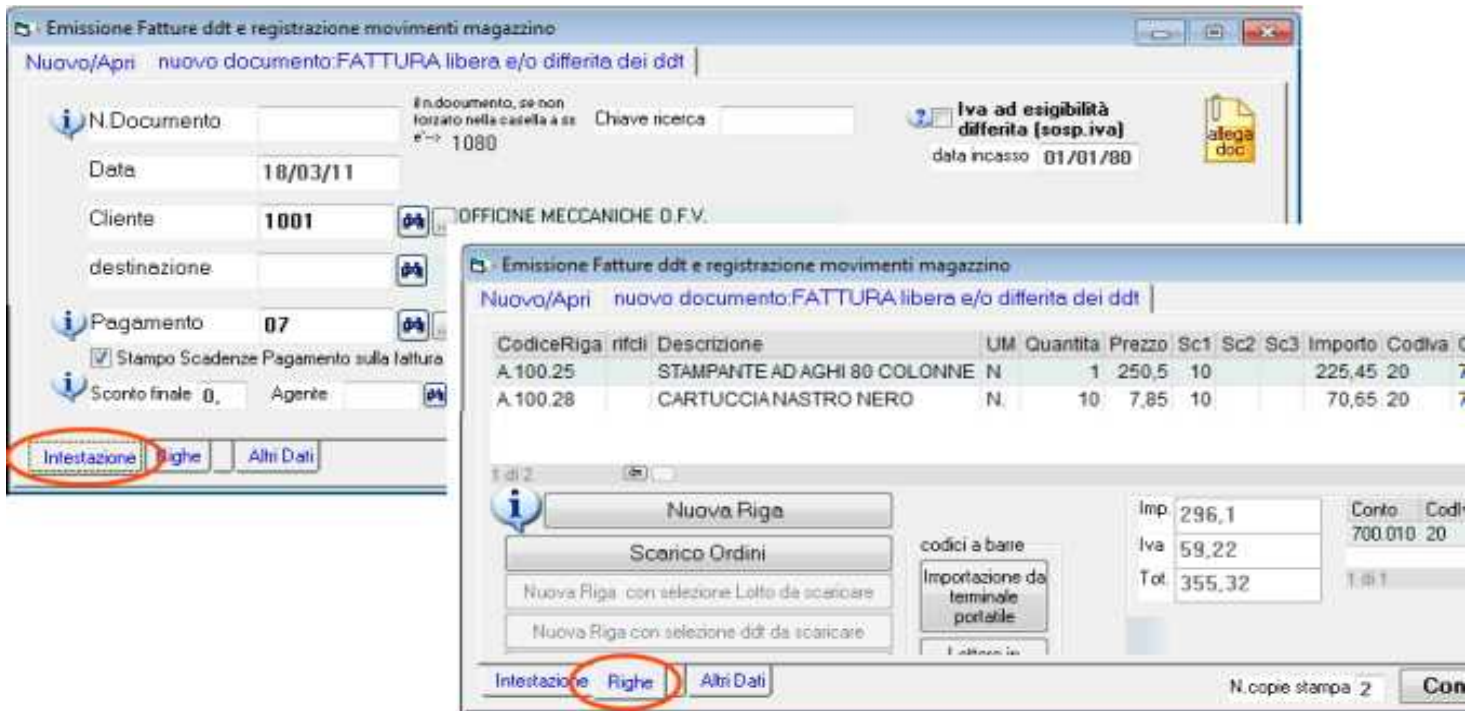 Emissione Fatture ddt e registrazione movimenti magazzino
Nuovo/Apri nuovo documento:FATTURA libera e/o differita dei ddt
N.Documento
il n.documento, se non
forzato nella casella a sx
e'-->
1080
Chiave ricerca
Iva ad esigibilità
differita (sosp.iva)
data incasso 01/01/80
allega
doc
Data 18/03/11
Cliente 1001 OFFICINE MECCANICHE O.F.V.
destinazione
Pagamento 07
Stampo Scadenze Pagamento sulla fattura
Sconto finale 0, Agente
Intestazione Righe Altri Dati
Emissione Fatture ddt e registrazione movimenti magazzino
Nuovo/Apri nuovo documento:FATTURA libera e/o differita dei ddt
CodiceRiga rifcli Descrizione UM Quantita Prezzo Sc1 Sc2 Sc3 Importo CodIva
A.100.25 STAMPANTE AD AGHI 80 COLONNE N 1 250,5 10 225,45 20
A.100.28 CARTUCCIA NASTRO NERO N. 10 7,85 10 70,65 20
1 di 2
Nuova Riga
Scarico Ordini
Nuova Riga con selezione Lotto da scaricare
Nuova Riga con selezione ddt da scaricare
codici a barre
Importazione da
terminale
portatile
Imp 296,1
Iva 59,22
Tot. 355,32
Conto
700.010 20
1 di 1
Intestazione Righe Altri Dati
N.copie stampa 2